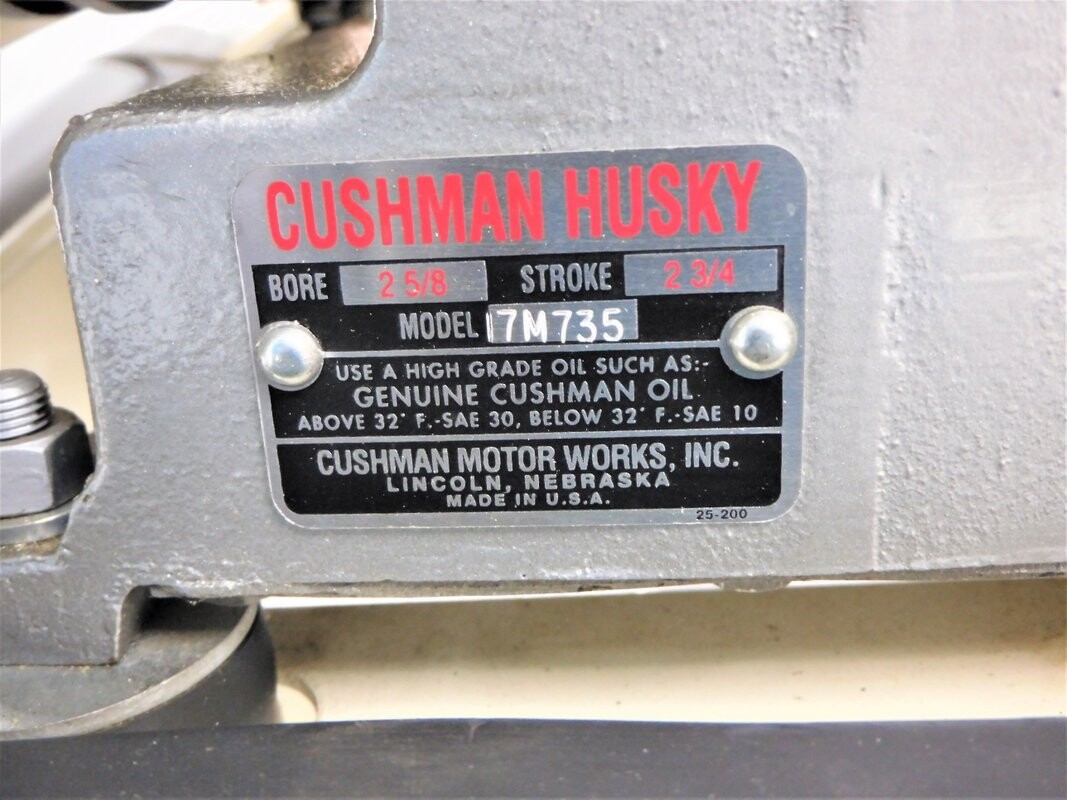 CUSHMAN HUSKY
BORE 2 5/8 STROKE 2 3/4
MODEL 7M735
USE A HIGH GRADE OIL SUCH AS:-
GENUINE CUSHMAN OIL
ABOVE 32° F.-SAE 30, BELOW 32° F.-SAE 10
CUSHMAN MOTOR WORKS, INC.
LINCOLN, NEBRASKA
MADE IN U.S.A.
25-200